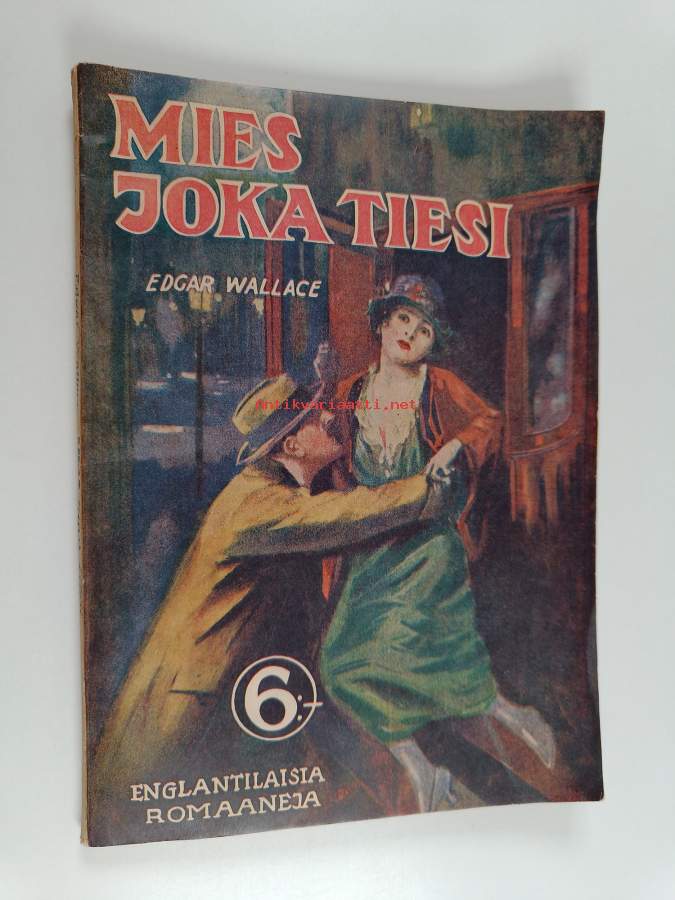 MIES
JOKA TIESI
EDGAR WALLACE
Antikvariaatti.net
6:-
ENGLANTILAISIA
ROMAANEJA